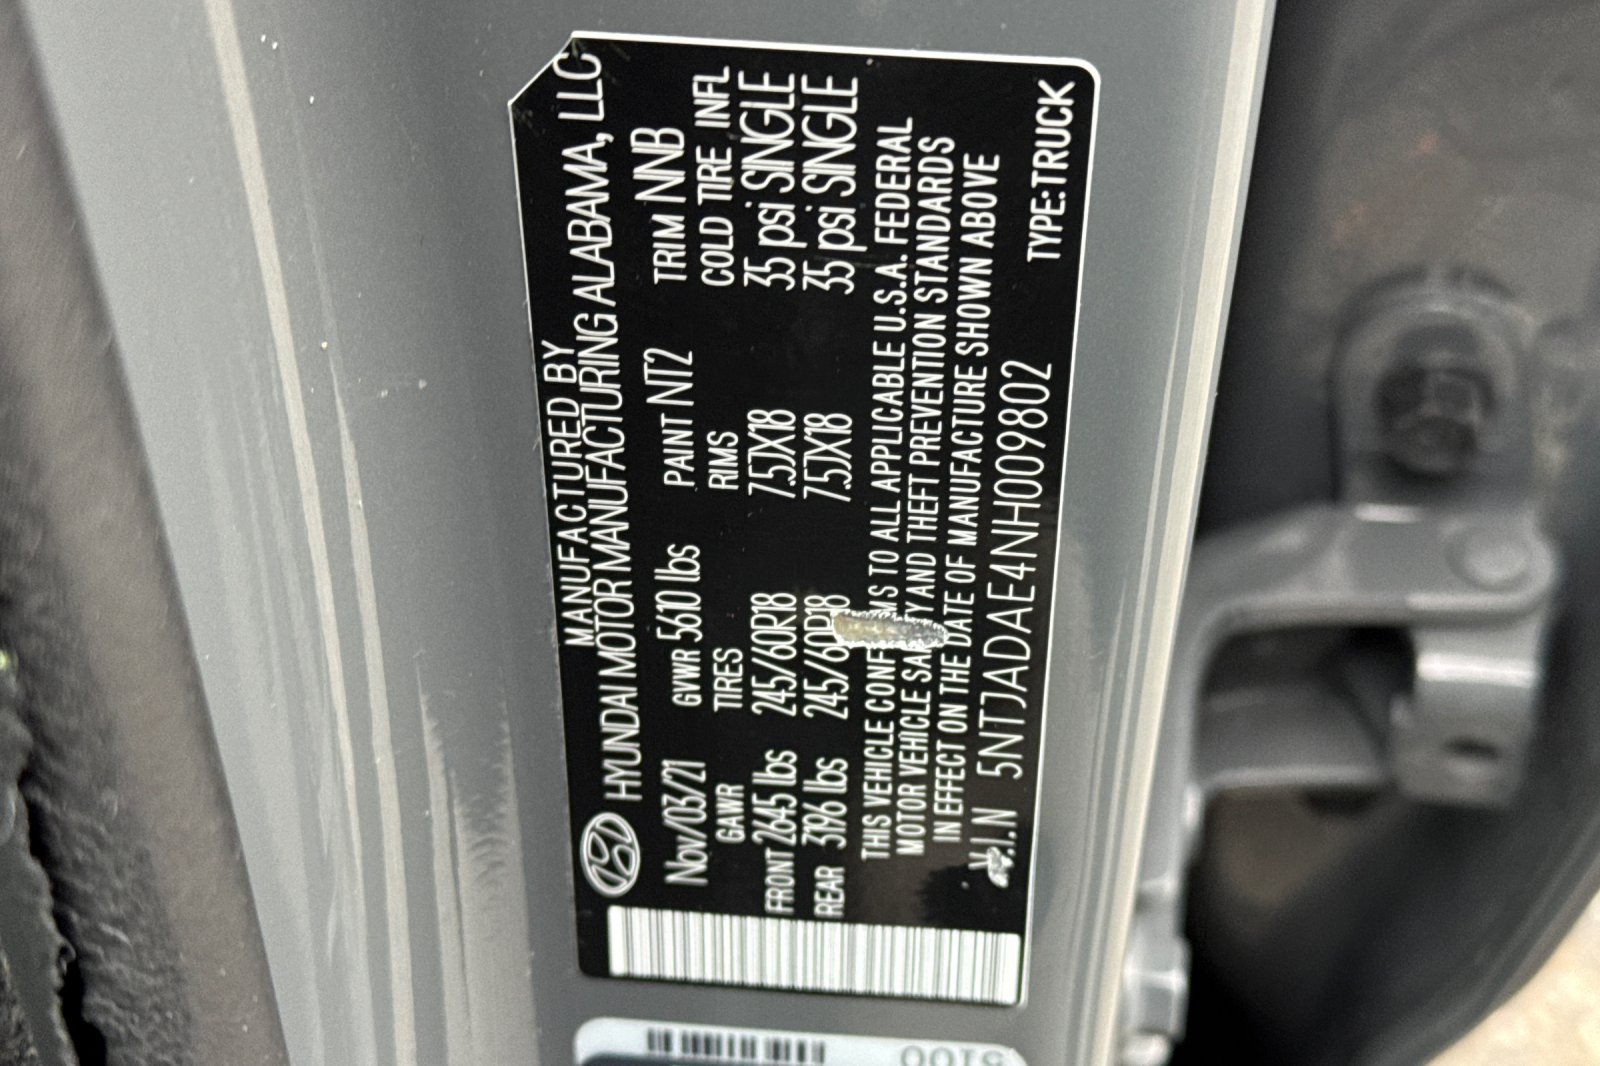 MANUFACTURED BY
HYUNDAI MOTOR MANUFACTURING ALABAMA, LLC
Nov/03/21 GVWR 5610 lbs PAINT NT2 TRIM NNB
GAWR TIRES RIMS COLD TIRE INFL
FRONT 2645 lbs 245/60R18 7.5JX18 35 psi SINGLE
REAR 3196 lbs 245/60R18 7.5JX18 35 psi SINGLE
THIS VEHICLE CONF MS TO ALL APPLICABLE U.S.A. FEDERAL
MOTOR VEHICLE SA Y AND THEFT PREVENTION STANDARDS
IN EFFECT ON THE DATE OF MANUFACTURE SHOWN ABOVE
V.I.N 5NTJADAE4NH009802 TYPE:TRUCK